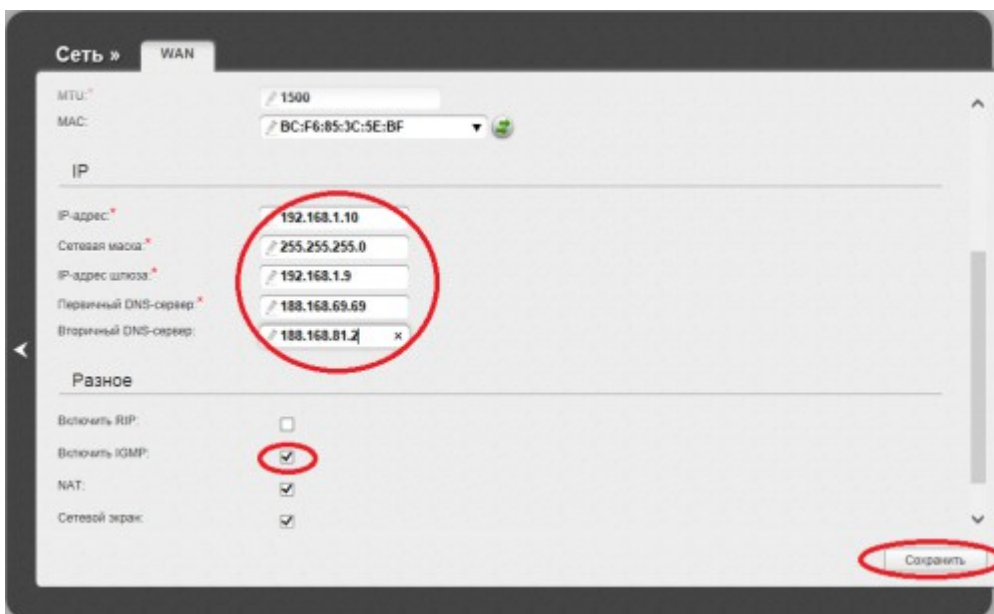 Сеть » WAN
MTU:* 1500
MAC: BC:F6:85:3C:5E:BF
IP
IP-адрес:* 192.168.1.10
Сетевая маска:* 255.255.255.0
IP-адрес шлюза:* 192.168.1.9
Первичный DNS-сервер:* 188.168.69.69
Вторичный DNS-сервер: 188.168.81.2 ×
Разное
Включить RIP:
Включить IGMP:
NAT:
Сетевой экран:
Сохранить